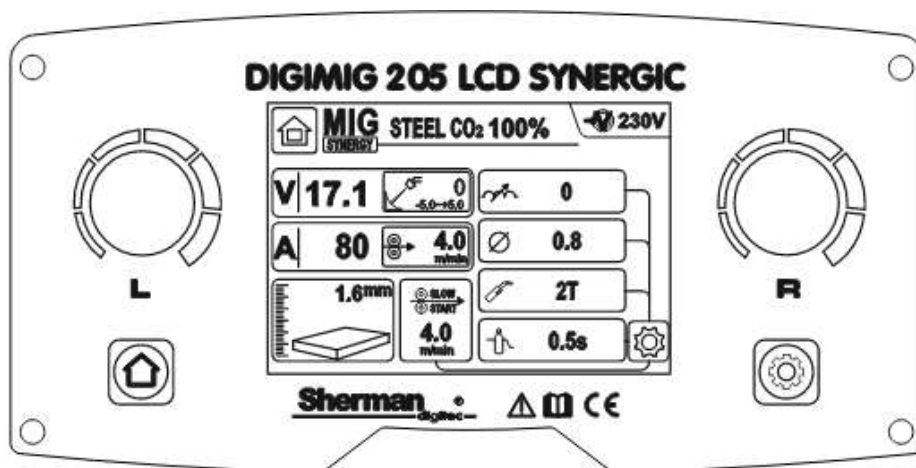 DIGIMIG 205 LCD SYNERGIC
MIG STEEL CO₂ 100% 230V
SYNERGY
V 17.1 0
-5.0~+5.0
0
A 80 4.0
m/min
0.8
1.6mm
SLOW
START
4.0
m/min
2T
0.5s
L
R
Sherman®
digitec
CE